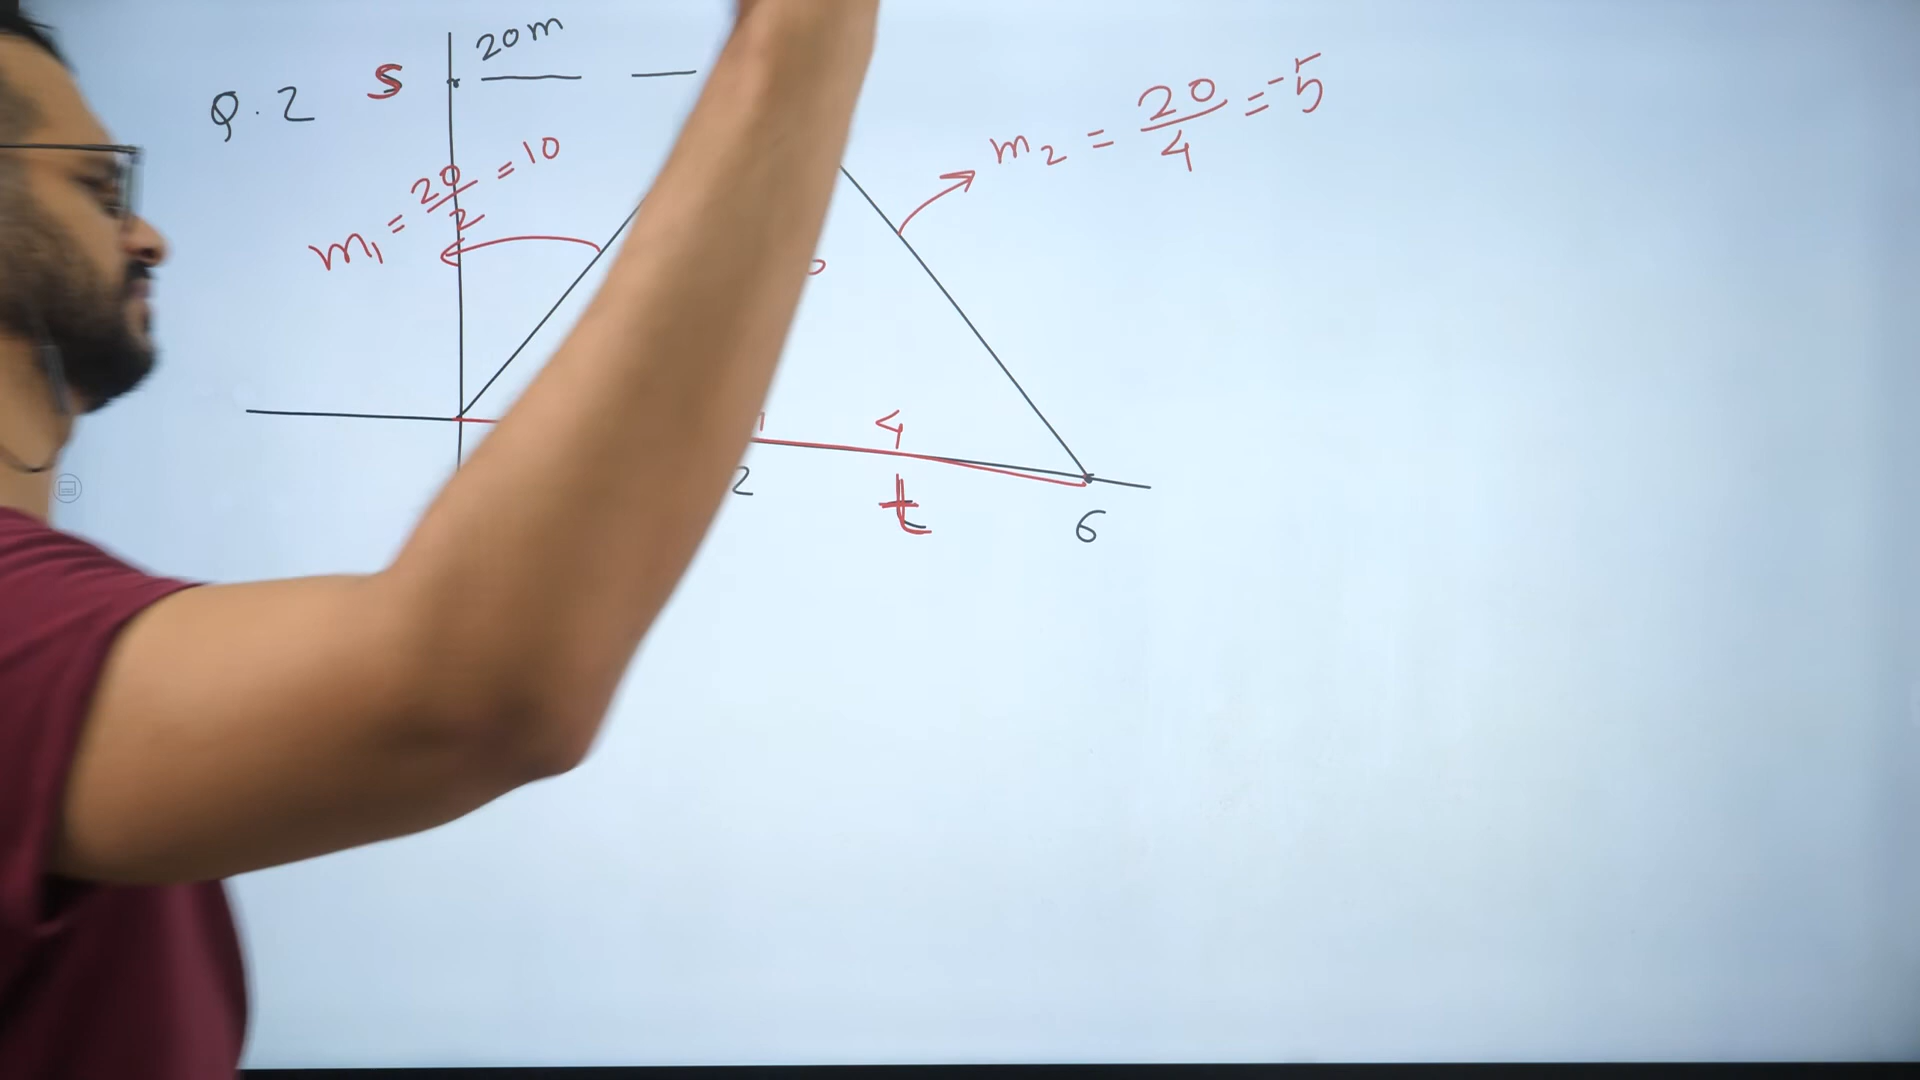 20m
Q.2
S
m₁ = 20/2 = 10
m₂ = 20/4 = -5
4
2
t
6